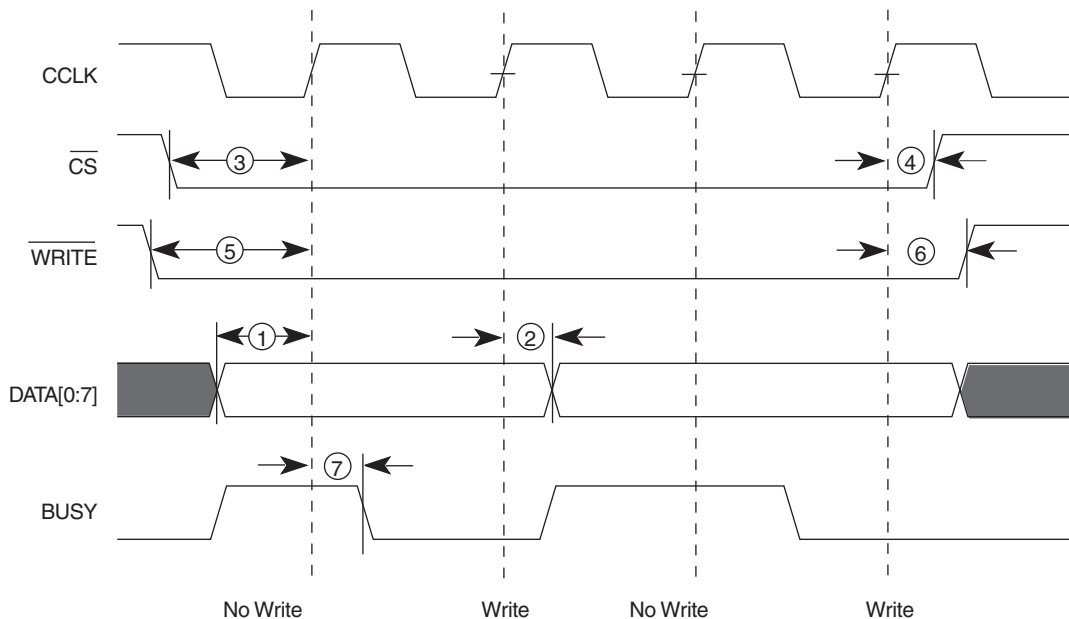 CCLK
CS
3
4
WRITE
5
6
1
2
DATA[0:7]
7
BUSY
No Write Write No Write Write